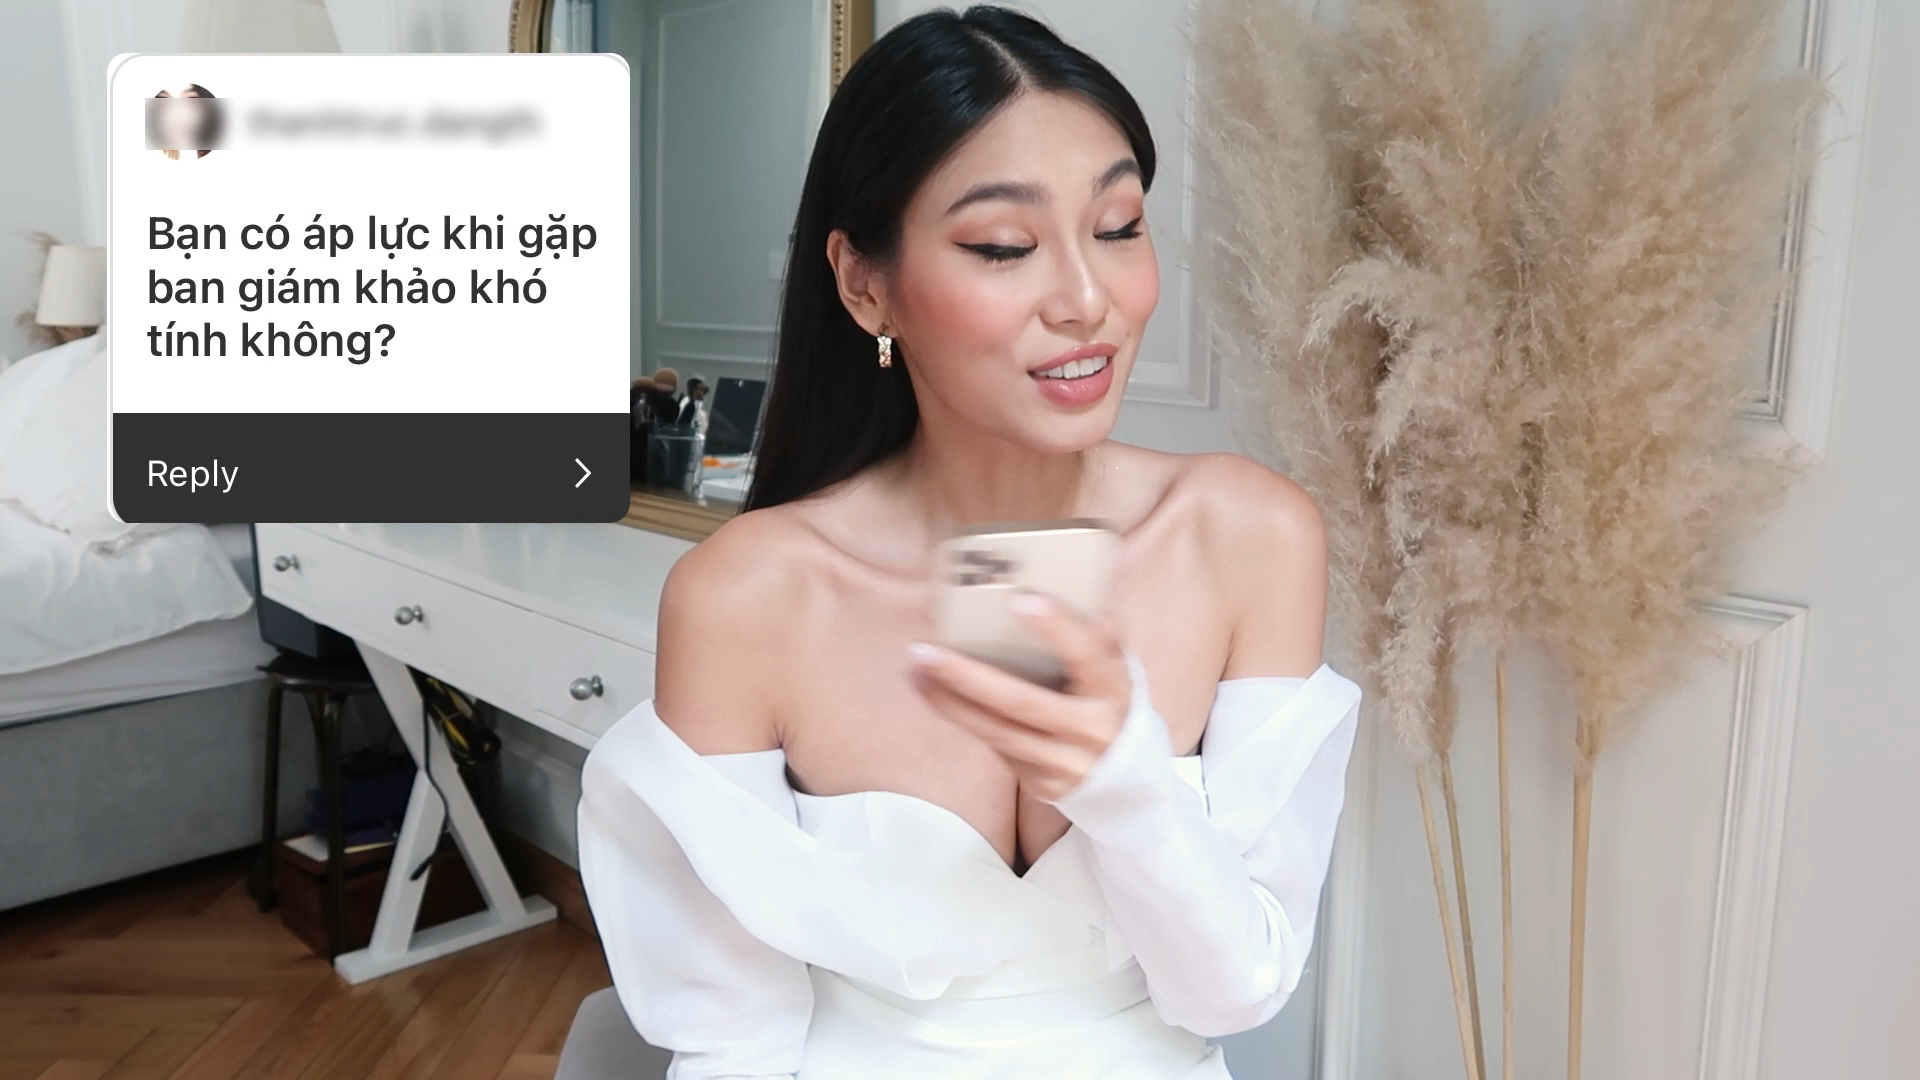 Bạn có áp lực khi gặp
ban giám khảo khó
tính không?
Reply